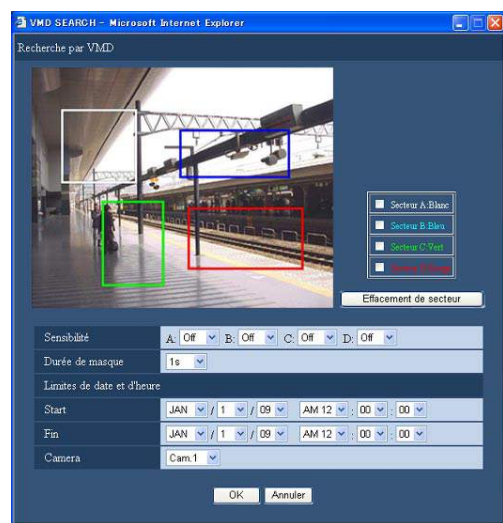 VMD SEARCH - Microsoft Internet Explorer
Recherche par VMD
Secteur A:Blanc
Secteur B:Bleu
Secteur C:Vert
Effacement de secteur
Sensibilité A: Off B: Off C: Off D: Off
Durée de masque 1s
Limites de date et d'heure
Start JAN / 1 / 09 AM 12 : 00 : 00
Fin JAN / 1 / 09 AM 12 : 00 : 00
Camera Cam.1
OK Annuler